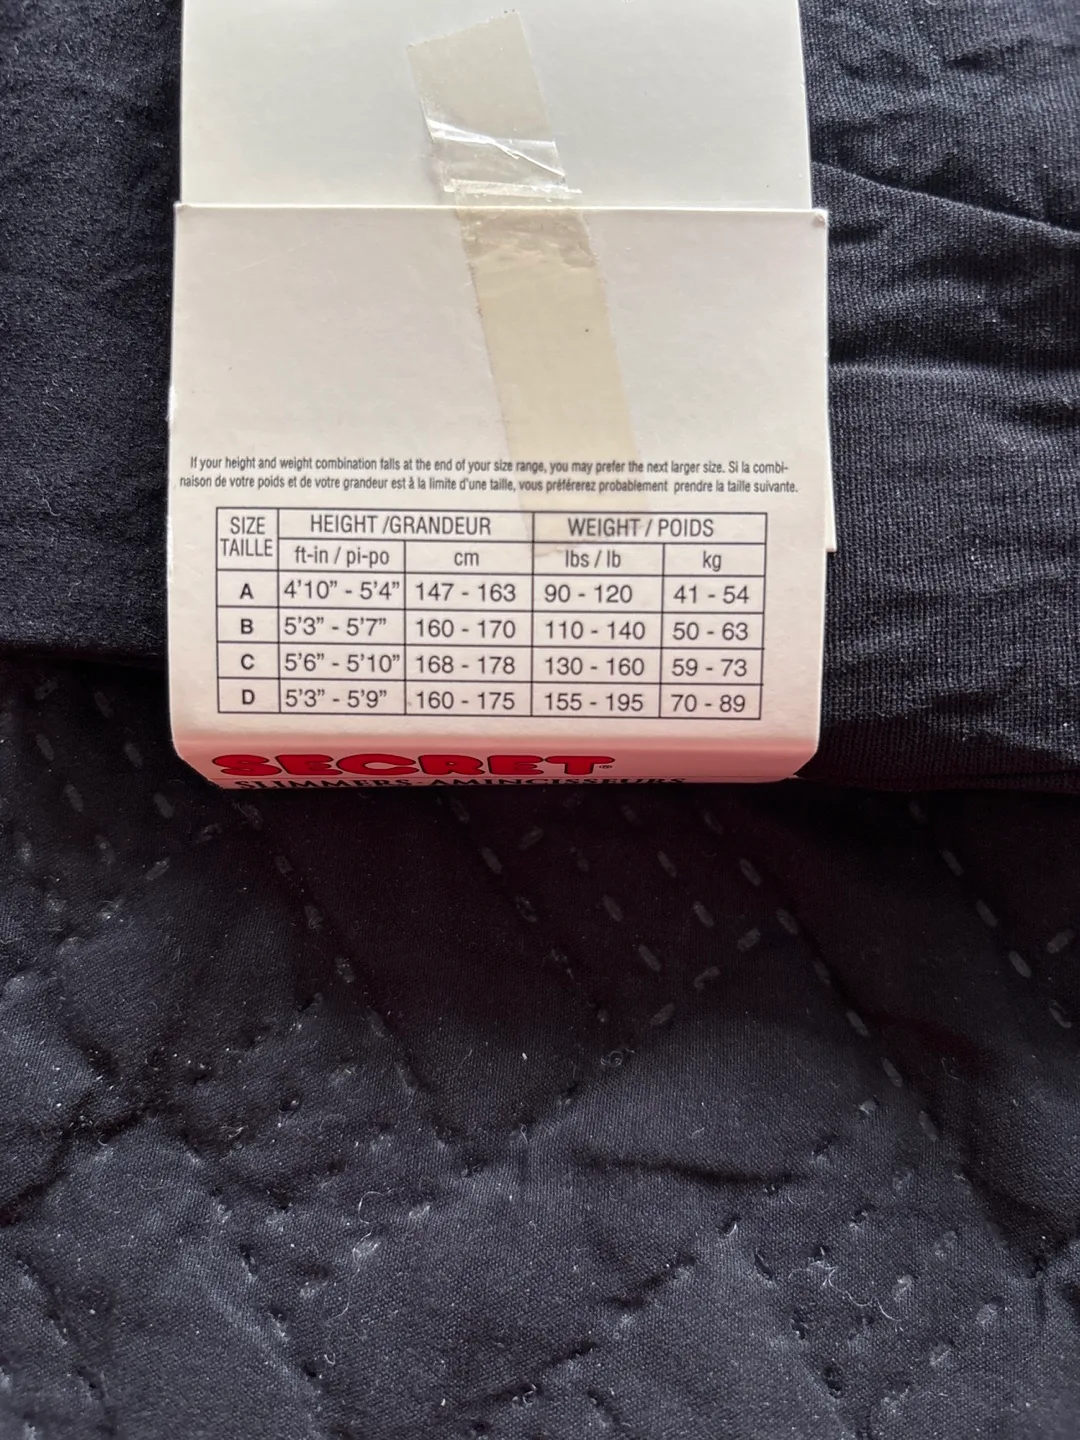 If your height and weight combination falls at the end of your size range, you may prefer the next larger size. Si la combi-
naison de votre poids et de votre grandeur est à la limite d'une taille, vous préférerez probablement prendre la taille suivante.
SIZE TAILLE HEIGHT /GRANDEUR WEIGHT / POIDS
ft-in / pi-po cm lbs / lb kg
A 4'10" - 5'4" 147 - 163 90 - 120 41 - 54
B 5'3" - 5'7" 160 - 170 110 - 140 50 - 63
C 5'6" - 5'10" 168 - 178 130 - 160 59 - 73
D 5'3" - 5'9" 160 - 175 155 - 195 70 - 89
SECRET®
SLIMMERS AMINCISSEURS